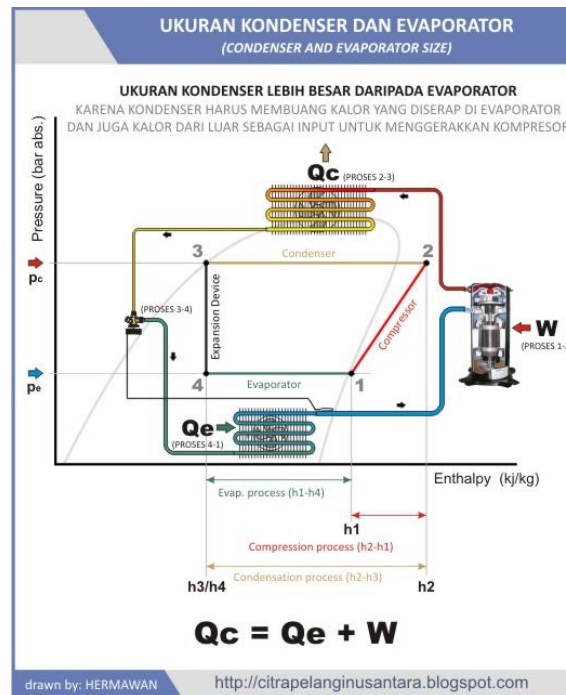 UKURAN KONDENSER DAN EVAPORATOR
(CONDENSER AND EVAPORATOR SIZE)
UKURAN KONDENSER LEBIH BESAR DARIPADA EVAPORATOR
KARENA KONDENSER HARUS MEMBUANG KALOR YANG DISERAP DI EVAPORATOR
DAN JUGA KALOR DARI LUAR SEBAGAI INPUT UNTUK MENGGERAKKAN KOMPRESOR
Pressure (bar abs.)
Qc (PROSES 2-3)
3
Condenser
2
pc
(PROSES 3-4)
Expansion Device
Compressor
W
(PROSES 1-2
pe
4
Evaporator
1
Qe
(PROSES 4-1)
Enthalpy (kj/kg)
Evap. process (h1-h4)
h1
Compression process (h2-h1)
Condensation process (h2-h3)
h3/h4
h2
Qc = Qe + W
drawn by: HERMAWAN
http://citrapelanginusantara.blogspot.com